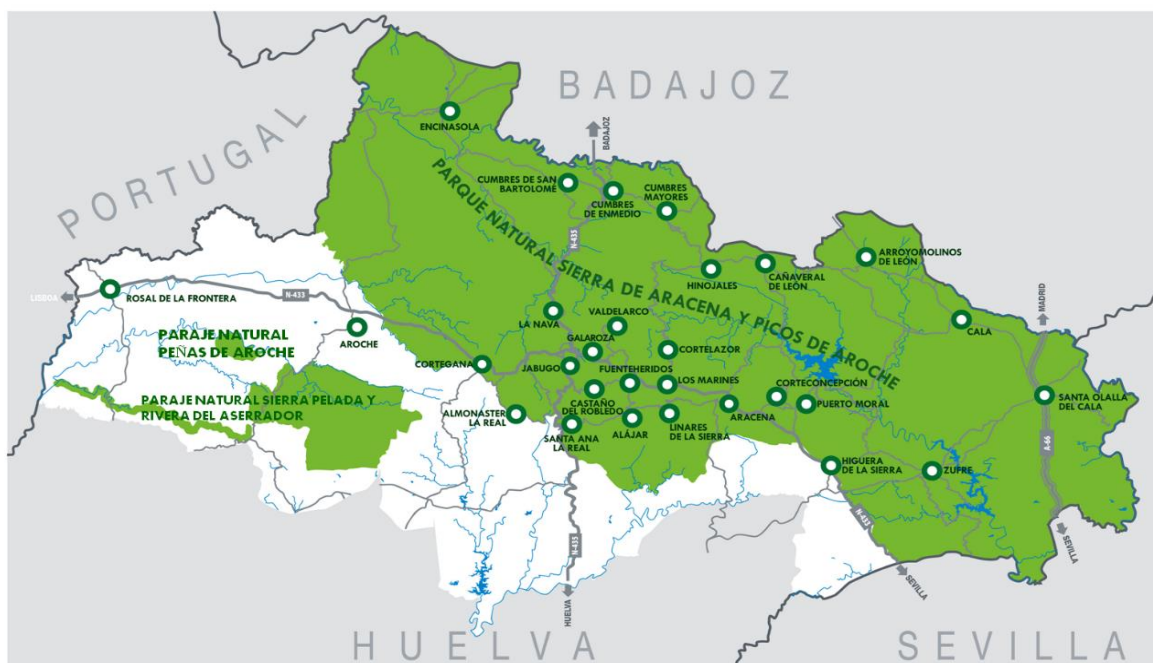 BADAJOZ
PORTUGAL
BADAJOZ
ENCINASOLA
CUMBRES DE SAN
BARTOLOMÉ
CUMBRES
DE ENMEDIO
CUMBRES
MAYORES
PARQUE NATURAL SIERRA DE ARACENA Y PICOS DE AROCHE
N-435
HINOJALES
CAÑAVERAL
DE LEÓN
ARROYOMOLINOS
DE LEÓN
LISBOA
ROSAL DE LA FRONTERA
N-433
MADRID
LA NAVA
VALDELARCO
CALA
AROCHE
PARAJE NATURAL
PEÑAS DE AROCHE
GALAROZA
CORTELAZOR
CORTEGANA
JABUGO
FUENTEHERIDOS
LOS MARINES
CORTECONCEPCIÓN
PARAJE NATURAL SIERRA PELADA Y
RIVERA DEL ASERRADOR
CASTAÑO
DEL ROBLEDO
ARACENA
PUERTO MORAL
SANTA OLALLA
DEL CALA
ALMONASTER
LA REAL
SANTA ANA
LA REAL
ALÁJAR
LINARES
DE LA SIERRA
A-66
HIGUERA
DE LA SIERRA
ZUFRE
N-433
N-435
SEVILLA
SEVILLA
HUELVA
HUELVA
SEVILLA